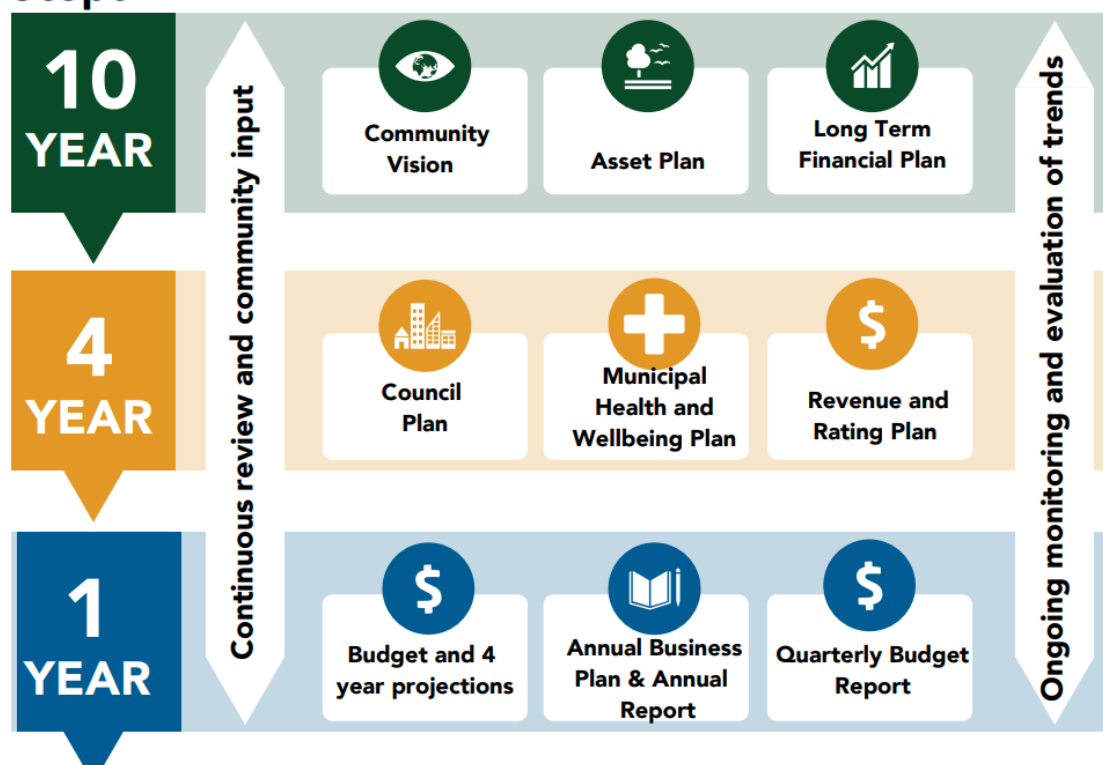 10
YEAR
Continuous review and community input
Community
Vision
Asset Plan
Long Term
Financial Plan
Ongoing monitoring and evaluation of trends
4
YEAR
Council
Plan
Municipal
Health and
Wellbeing Plan
$
Revenue and
Rating Plan
1
YEAR
$
Budget and 4
year projections
Annual Business
Plan & Annual
Report
$
Quarterly Budget
Report